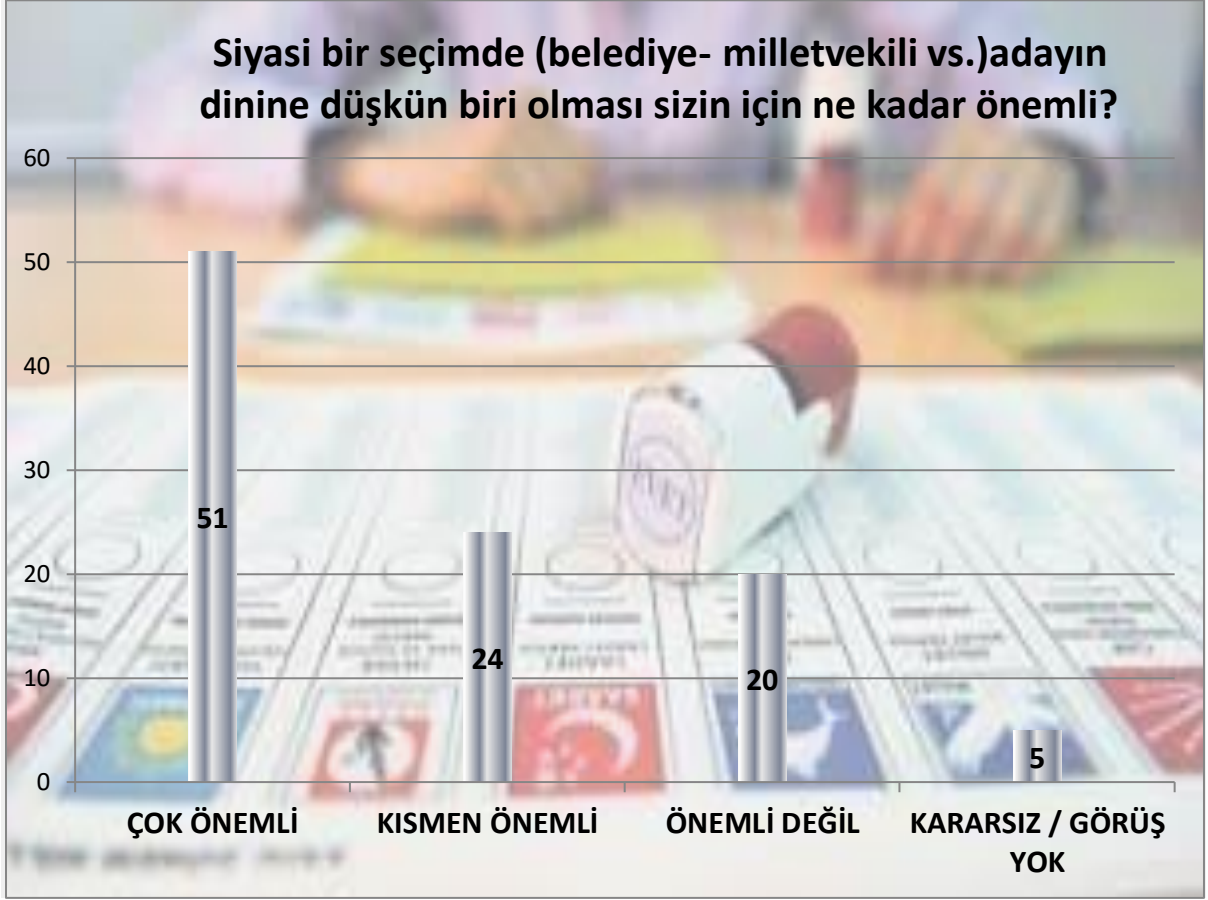 Siyasi bir seçimde (belediye- milletvekili vs.)adayın
dinine düşkün biri olması sizin için ne kadar önemli?
60
50
40
30
20
10
0
51
24
20
5
ÇOK ÖNEMLİ
KISMEN ÖNEMLİ
ÖNEMLİ DEĞİL
KARARSIZ / GÖRÜŞ
YOK